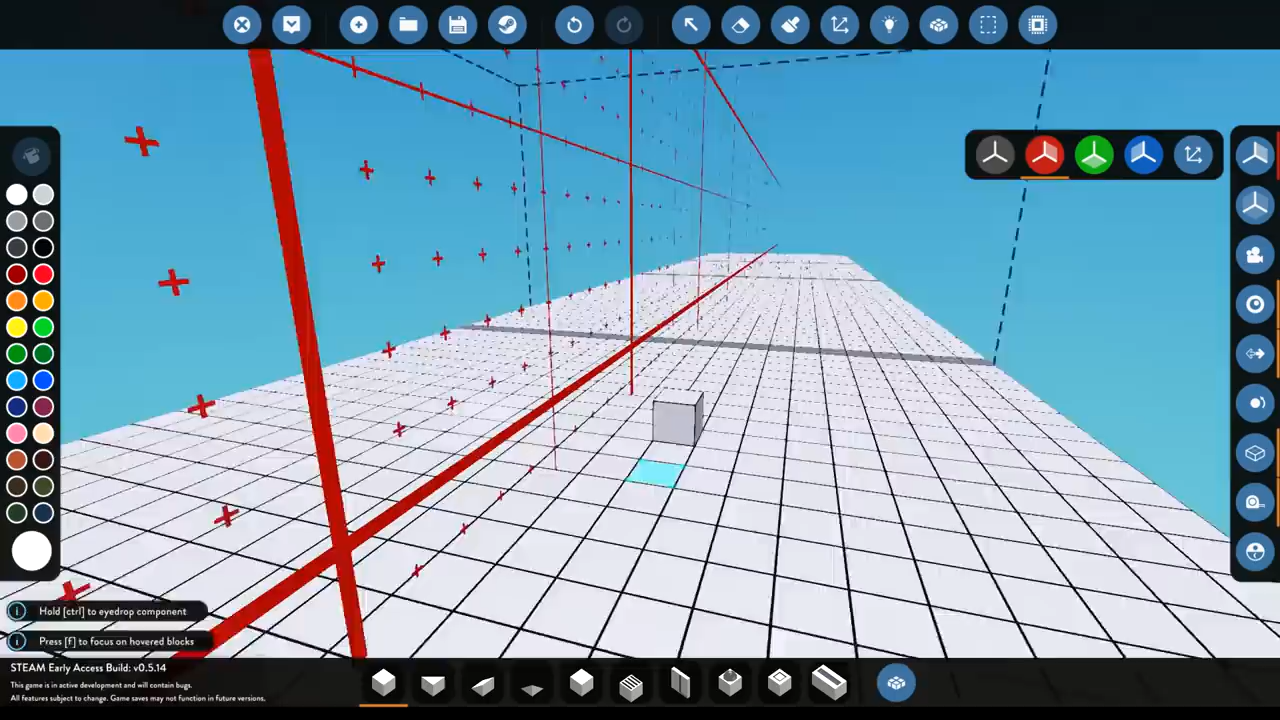 Hold [ctrl] to eyedrop component
Press [f] to focus on hovered blocks
STEAM Early Access Build: v0.5.14
This game is in active development and will contain bugs.
All features subject to change. Game saves may not function in future versions.